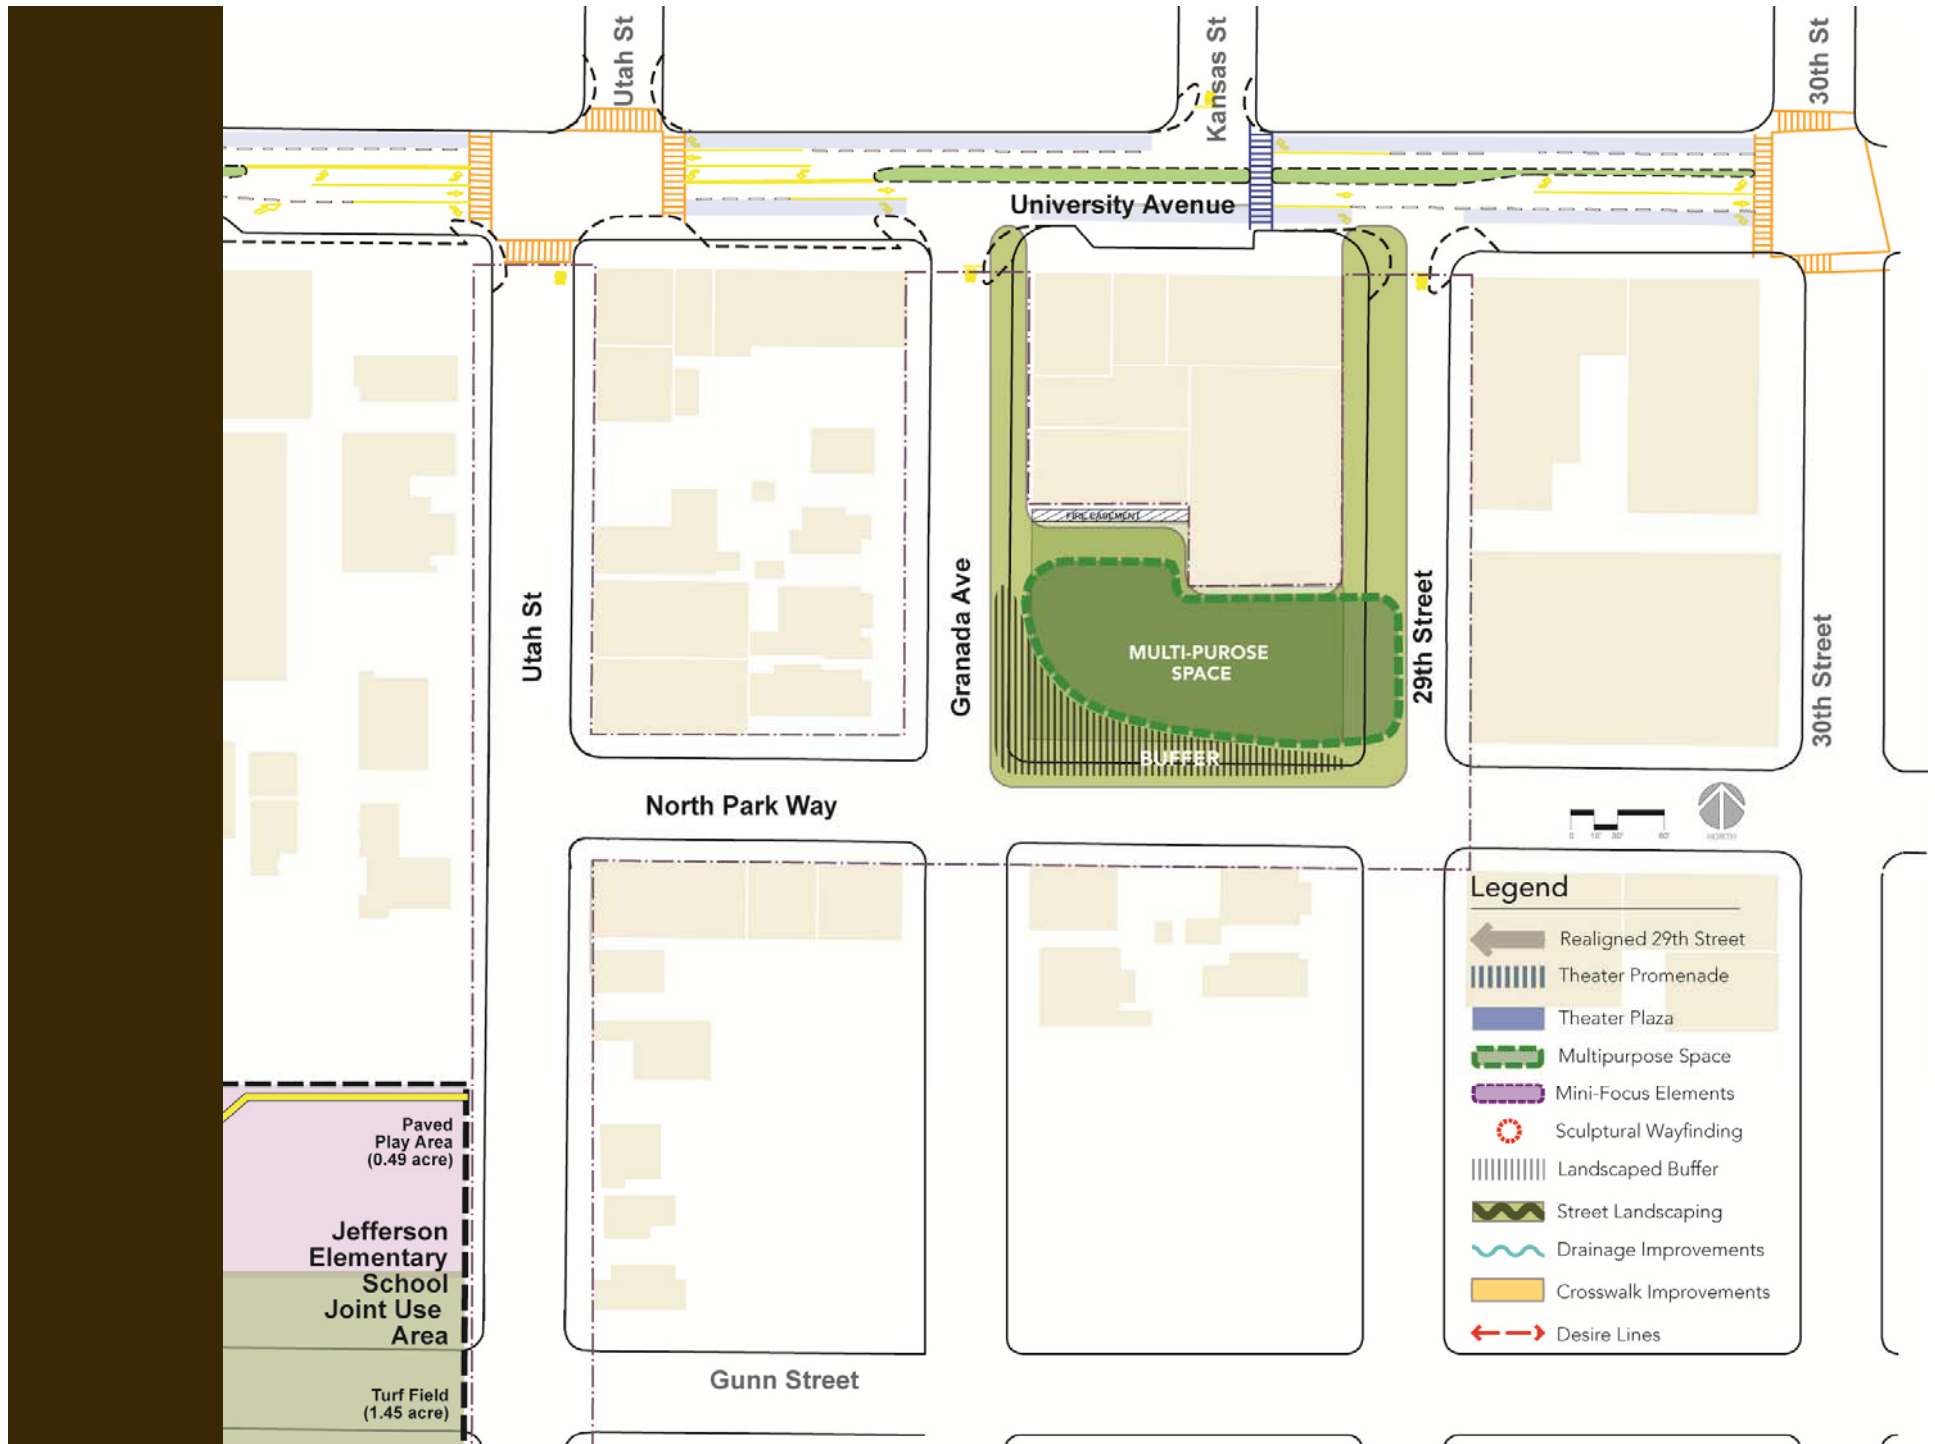 Utah St
Kansas St
30th St
University Avenue
FIRE EASEMENT
Utah St
Granada Ave
MULTI-PUROSE
SPACE
29th Street
30th Street
BUFFER
North Park Way
NORTH
Legend
Realigned 29th Street
Theater Promenade
Theater Plaza
Multipurpose Space
Mini-Focus Elements
Sculptural Wayfinding
Landscaped Buffer
Street Landscaping
Drainage Improvements
Crosswalk Improvements
Desire Lines
Paved
Play Area
(0.49 acre)
Jefferson
Elementary
School
Joint Use
Area
Turf Field
(1.45 acre)
Gunn Street